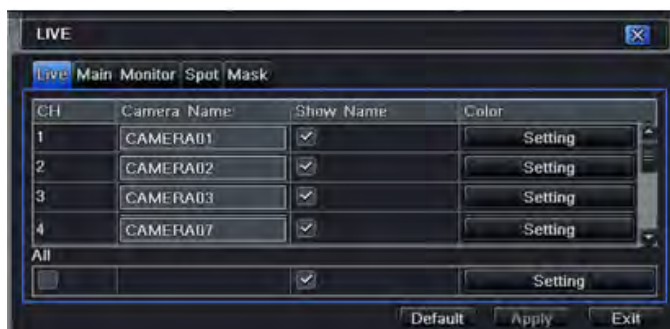 LIVE
Live Main Monitor Spot Mask
CH Camera Name Show Name Color
1 CAMERA01 Setting
2 CAMERA02 Setting
3 CAMERA03 Setting
4 CAMERA07 Setting
All
Setting
Default Apply Exit